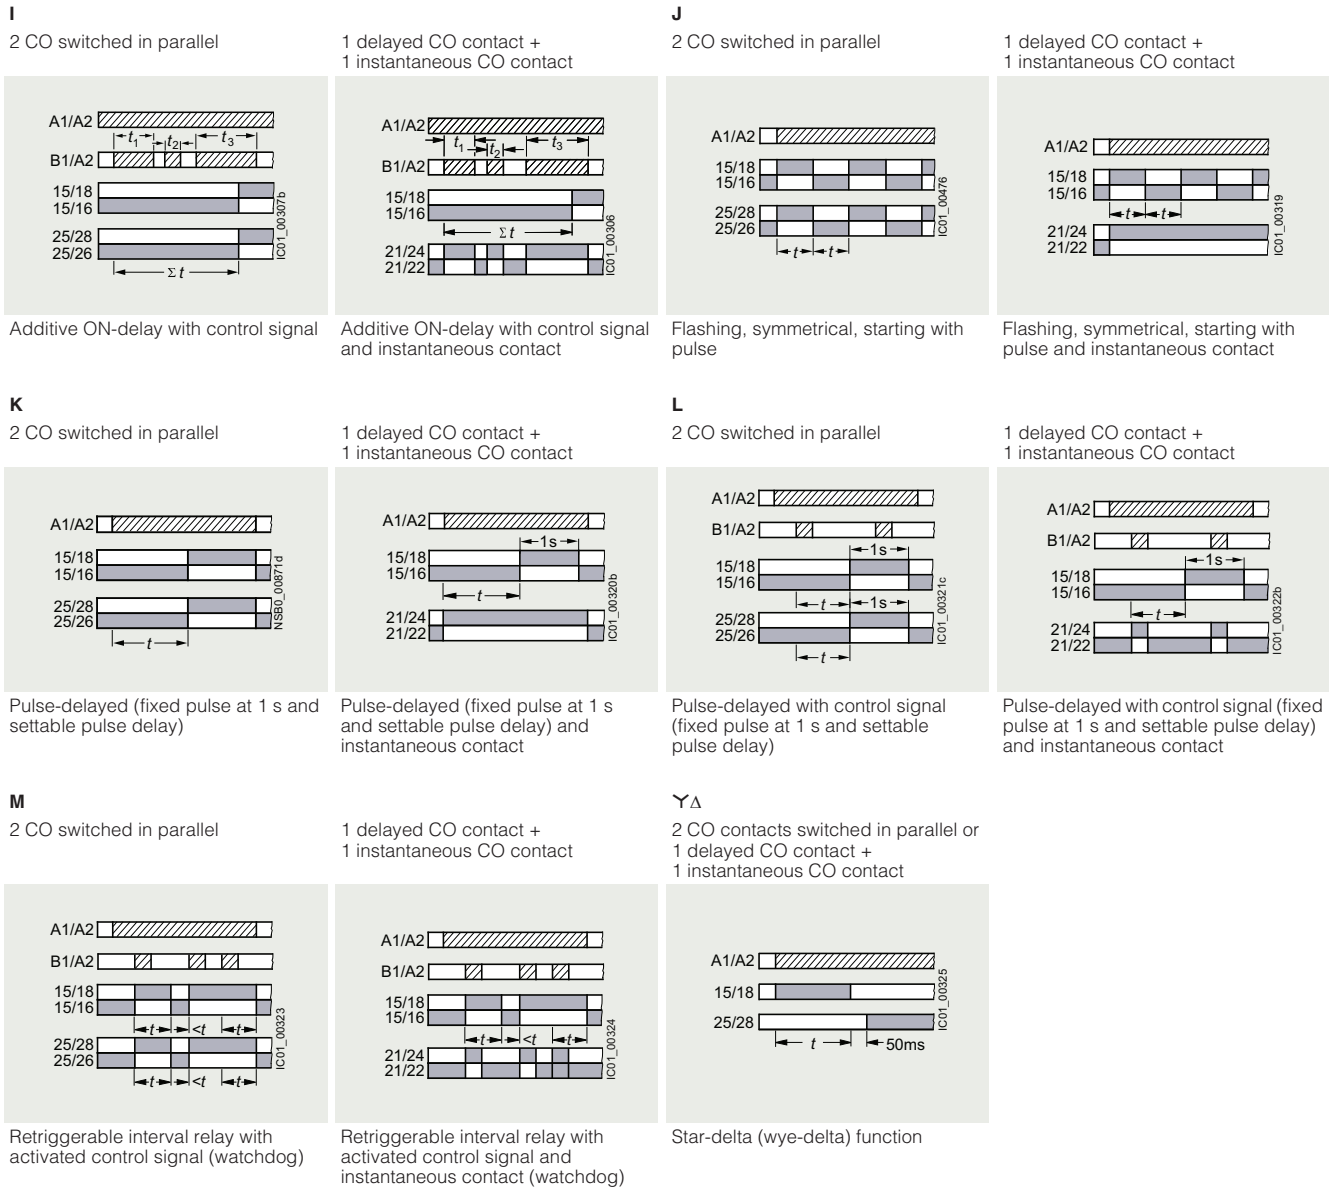 I
2 CO switched in parallel
A1/A2
t1 t2 t3
B1/A2
15/18
15/16
25/28
25/26
Σ t
IC01_00307b
Additive ON-delay with control signal
1 delayed CO contact +
1 instantaneous CO contact
A1/A2
t1 t2 t3
B1/A2
15/18
15/16
Σ t
21/24
21/22
IC01_00306
Additive ON-delay with control signal
and instantaneous contact
J
2 CO switched in parallel
A1/A2
15/18
15/16
25/28
25/26
t t
IC01_00476
Flashing, symmetrical, starting with
pulse
1 delayed CO contact +
1 instantaneous CO contact
A1/A2
15/18
15/16
t t
21/24
21/22
IC01_00319
Flashing, symmetrical, starting with
pulse and instantaneous contact
K
2 CO switched in parallel
A1/A2
15/18
15/16
25/28
25/26
t
NSB0_00871d
Pulse-delayed (fixed pulse at 1 s and
settable pulse delay)
1 delayed CO contact +
1 instantaneous CO contact
A1/A2
1s
15/18
15/16
t
21/24
21/22
IC01_00320b
Pulse-delayed (fixed pulse at 1 s
and settable pulse delay) and
instantaneous contact
L
2 CO switched in parallel
A1/A2
B1/A2
1s
15/18
15/16
t 1s
25/28
25/26
t
IC01_00321c
Pulse-delayed with control signal
(fixed pulse at 1 s and settable
pulse delay)
1 delayed CO contact +
1 instantaneous CO contact
A1/A2
B1/A2
1s
15/18
15/16
t
21/24
21/22
IC01_00322b
Pulse-delayed with control signal (fixed
pulse at 1 s and settable pulse delay)
and instantaneous contact
M
2 CO switched in parallel
A1/A2
B1/A2
15/18
15/16
t <t t
25/28
25/26
t <t t
IC01_00323
Retriggerable interval relay with
activated control signal (watchdog)
1 delayed CO contact +
1 instantaneous CO contact
A1/A2
B1/A2
15/18
15/16
t <t t
21/24
21/22
IC01_00324
Retriggerable interval relay with
activated control signal and
instantaneous contact (watchdog)
YΔ
2 CO contacts switched in parallel or
1 delayed CO contact +
1 instantaneous CO contact
A1/A2
15/18
25/28
t 50ms
IC01_00325
Star-delta (wye-delta) function